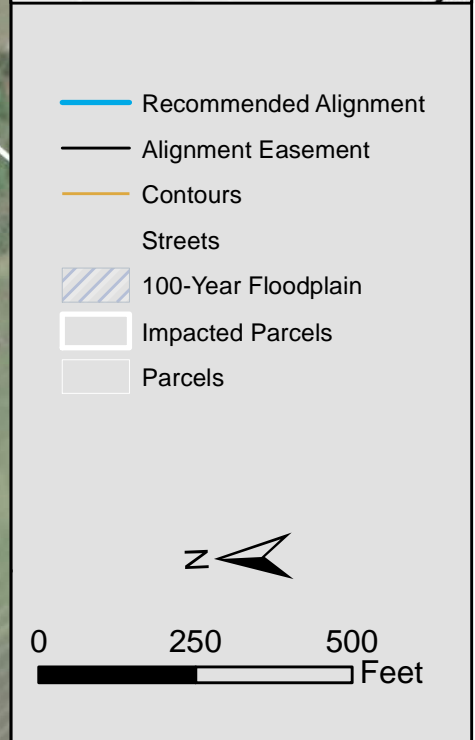 Recommended Alignment
Alignment Easement
Contours
Streets
100-Year Floodplain
Impacted Parcels
Parcels
N
0 250 500
Feet